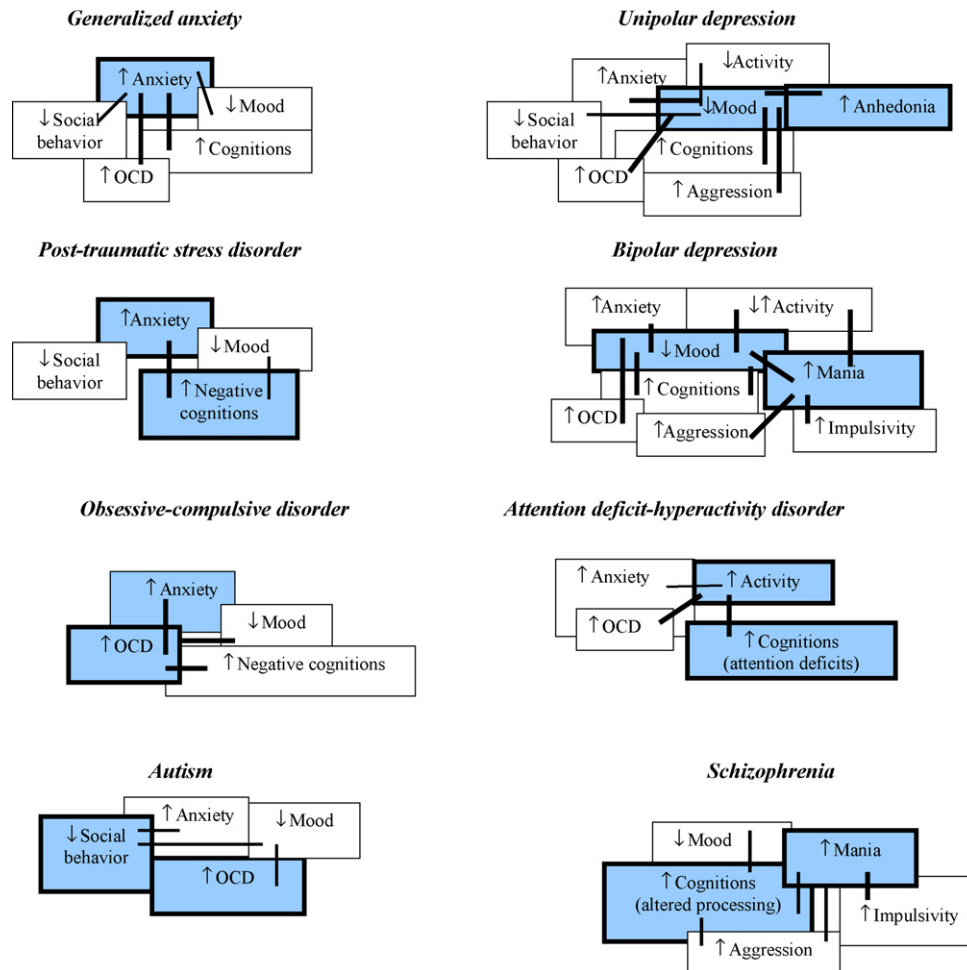 Generalized anxiety
↑Anxiety
↓Social
behavior
↓Mood
↑Cognitions
↑OCD
Unipolar depression
↓Activity
↑Anxiety
↓Mood
↑Anhedonia
↓Social
behavior
↑Cognitions
↑OCD
↑Aggression
Post-traumatic stress disorder
↑Anxiety
↓Social
behavior
↓Mood
↑Negative
cognitions
Bipolar depression
↑Anxiety
↓↑Activity
↓Mood
↑Mania
↑Cognitions
↑OCD
↑Aggression
↑Impulsivity
Obsessive-compulsive disorder
↑Anxiety
↓Mood
↑OCD
↑Negative cognitions
Attention deficit-hyperactivity disorder
↑Anxiety
↑Activity
↑OCD
↑Cognitions
(attention deficits)
Autism
↑Anxiety
↓Mood
↓Social
behavior
↑OCD
Schizophrenia
↓Mood
↑Mania
↑Cognitions
(altered processing)
↑Impulsivity
↑Aggression